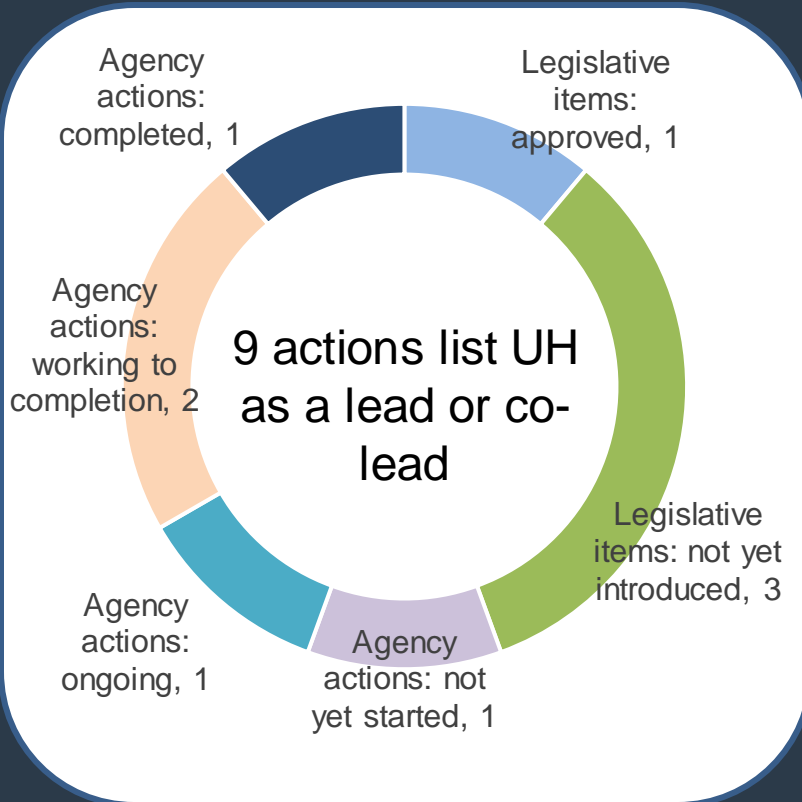 Agency
actions:
completed, 1
Legislative
items:
approved, 1
Agency
actions:
working to
completion, 2
9 actions list UH
as a lead or co-
lead
Legislative
items: not yet
introduced, 3
Agency
actions:
ongoing, 1
Agency
actions: not
yet started, 1